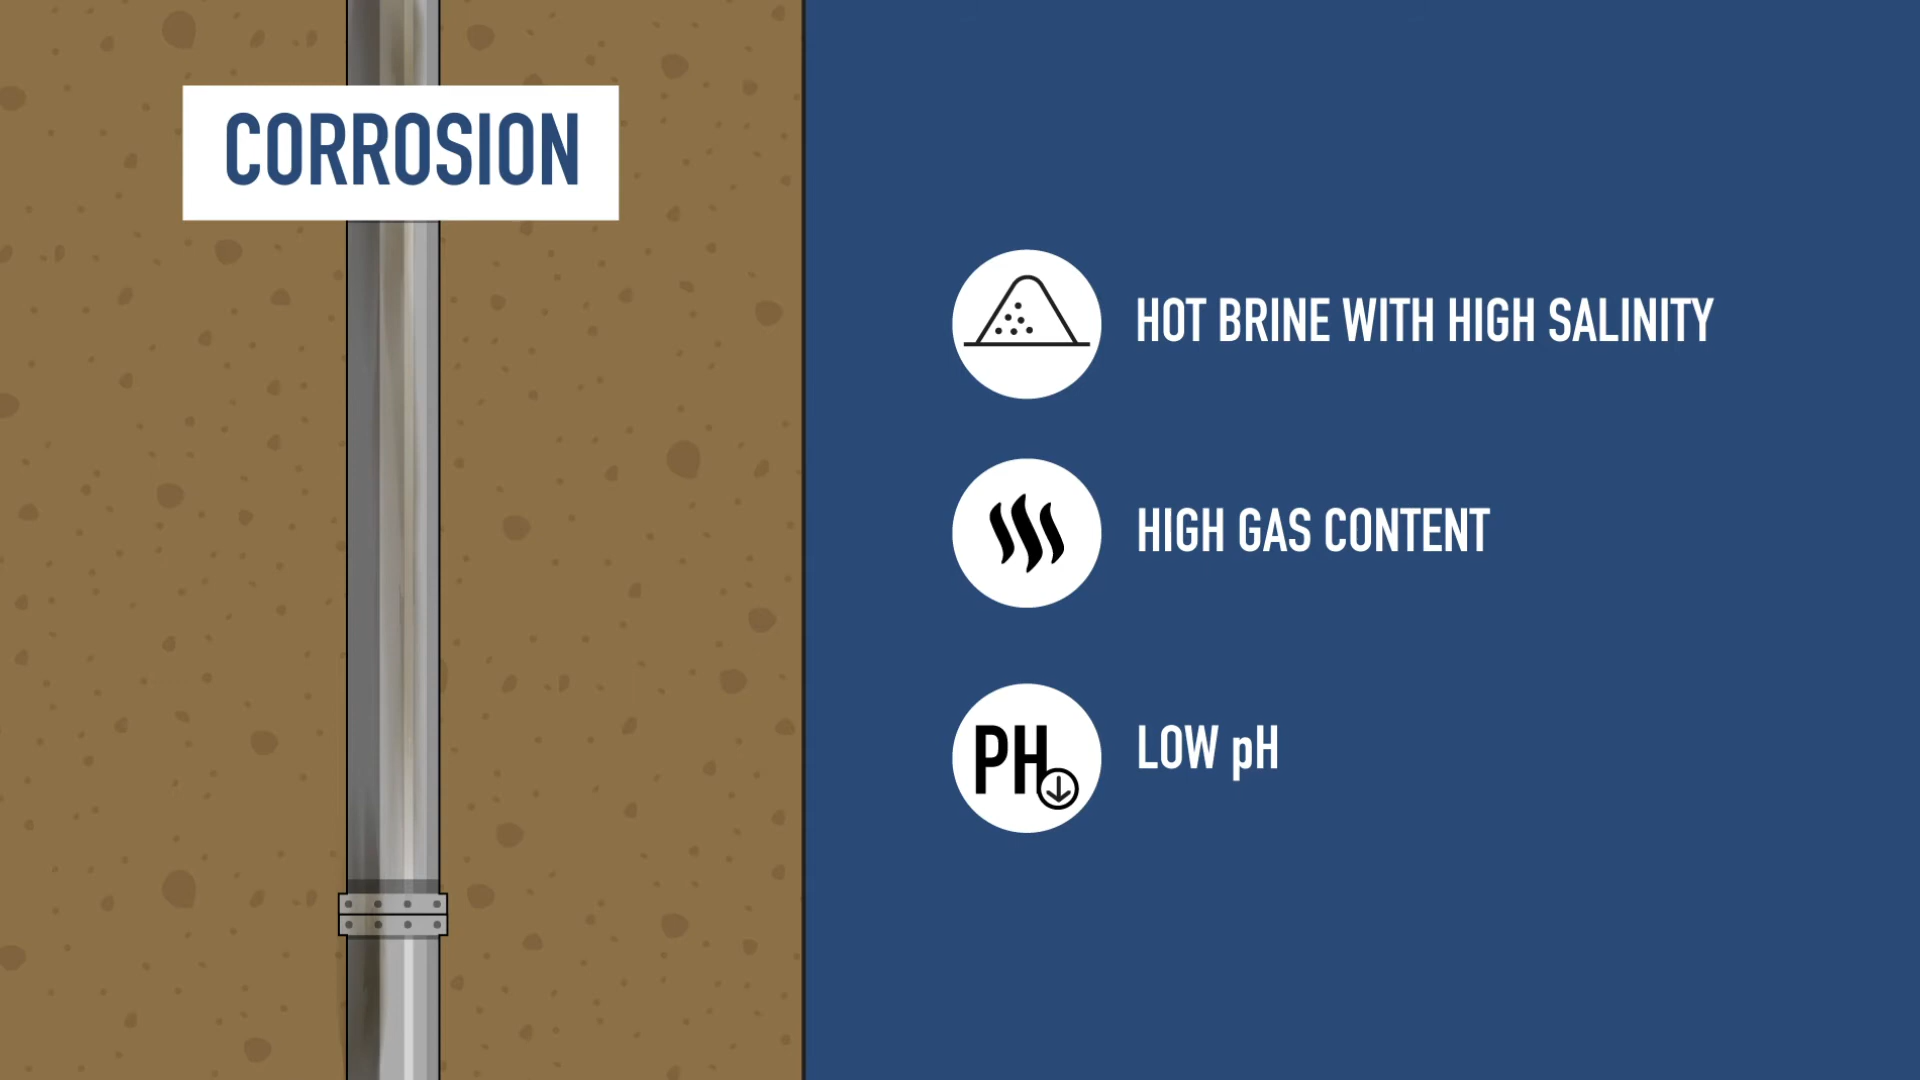 CORROSION
HOT BRINE WITH HIGH SALINITY
HIGH GAS CONTENT
PH
LOW pH